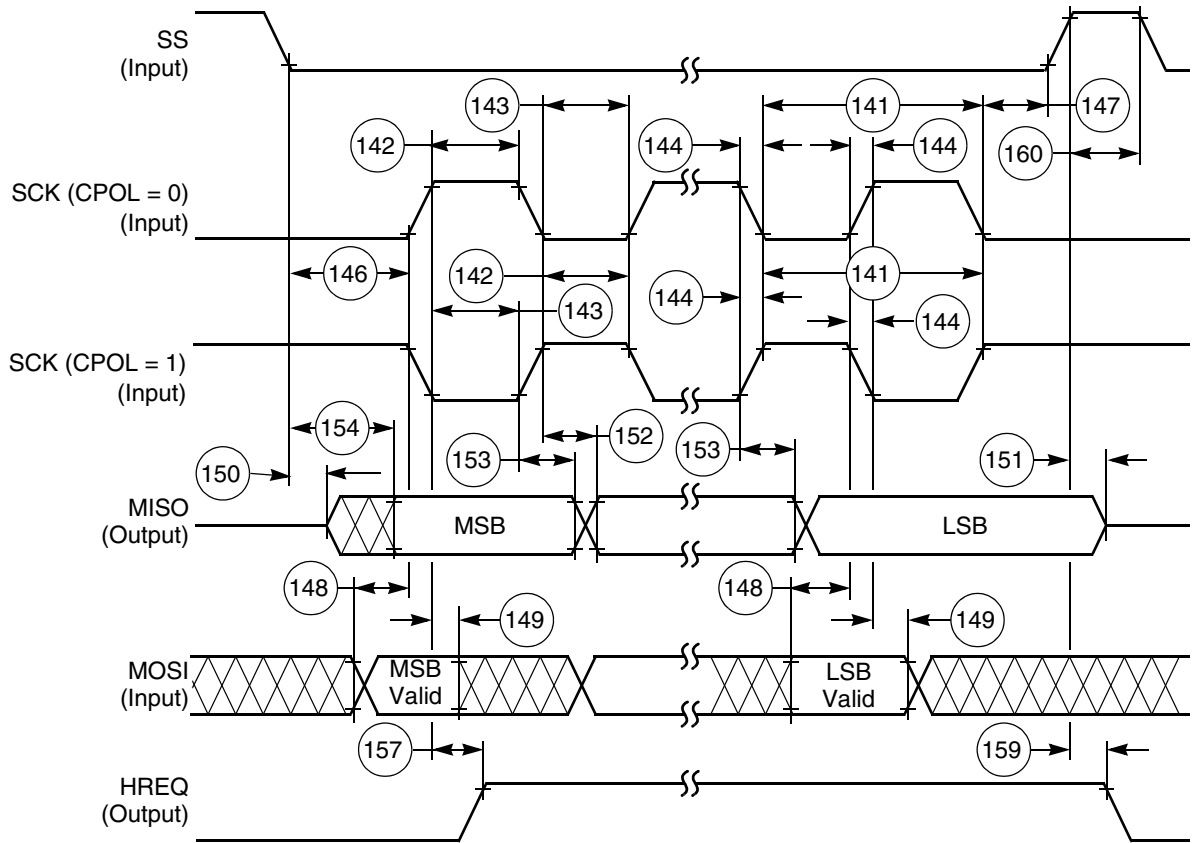 SS
(Input)
143
141
147
142
144
144
160
SCK (CPOL = 0)
(Input)
146
142
141
144
143
144
SCK (CPOL = 1)
(Input)
154
152
153
153
151
150
MISO
(Output)
MSB
LSB
148
148
149
149
MOSI
(Input)
MSB
Valid
LSB
Valid
157
159
HREQ
(Output)